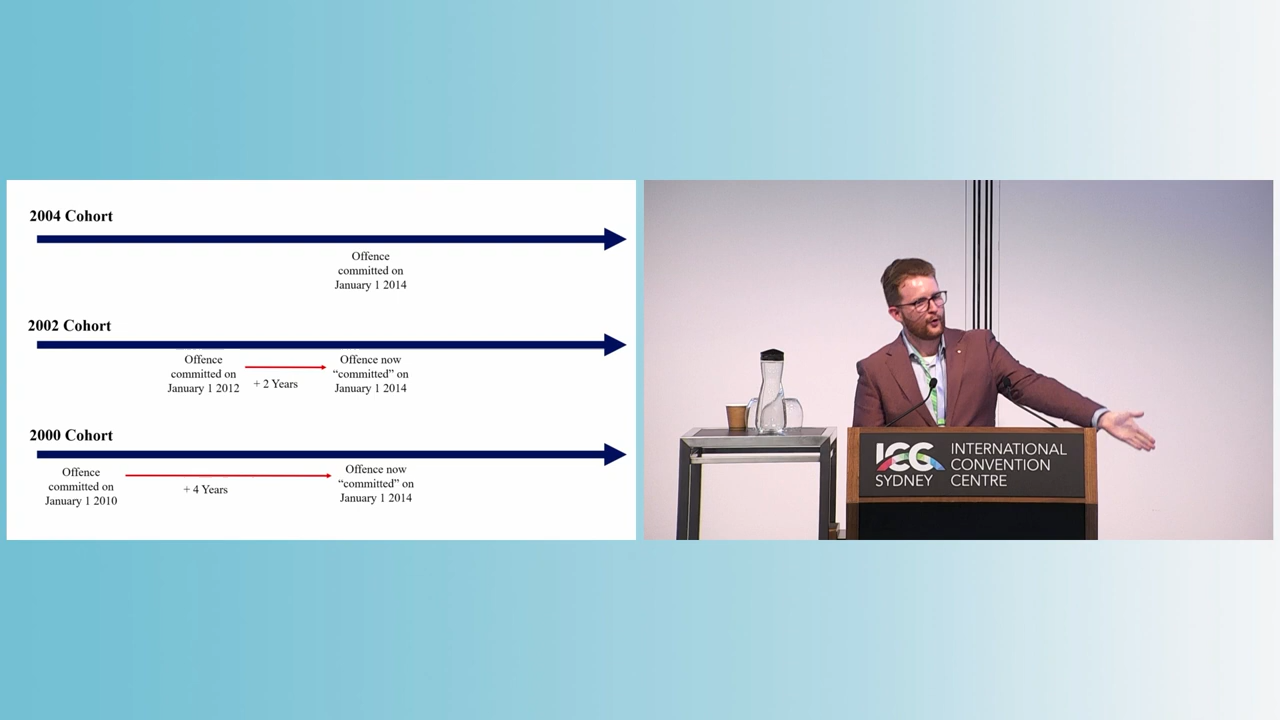 2004 Cohort
Offence
committed on
January 1 2014
2002 Cohort
Offence
committed on
January 1 2012
+ 2 Years
Offence now
“committed” on
January 1 2014
2000 Cohort
Offence
committed on
January 1 2010
+ 4 Years
Offence now
“committed” on
January 1 2014
ICC
SYDNEY
INTERNATIONAL
CONVENTION
CENTRE